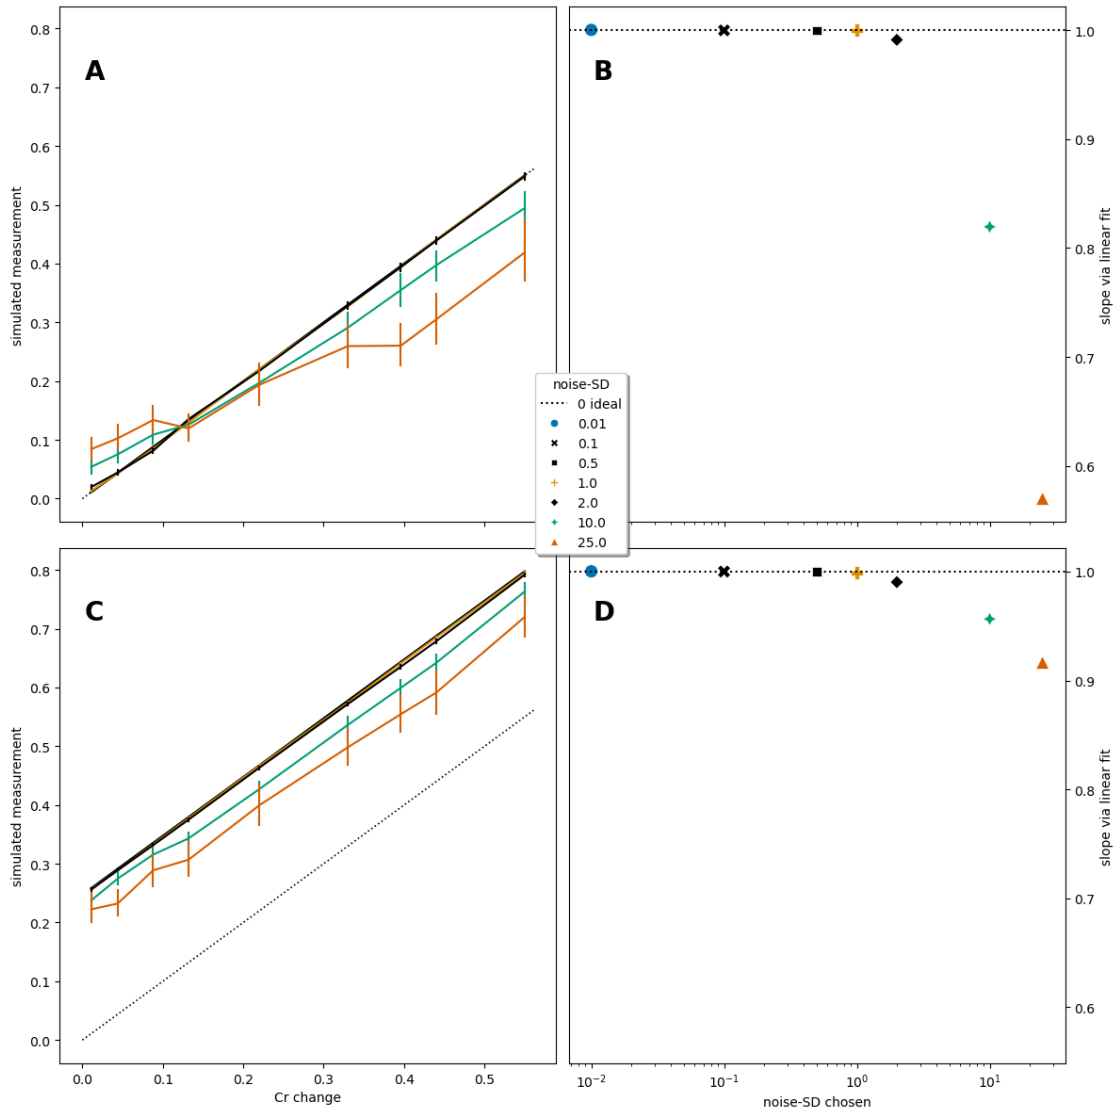 A
0.8
0.7
0.6
0.5
0.4
0.3
0.2
0.1
0.0
simulated measurement
B
1.0
0.9
0.8
0.7
0.6
slope via linear fit
noise-SD
0 ideal
0.01
0.1
0.5
1.0
2.0
10.0
25.0
C
0.8
0.7
0.6
0.5
0.4
0.3
0.2
0.1
0.0
simulated measurement
0.0 0.1 0.2 0.3 0.4 0.5
Cr change
D
1.0
0.9
0.8
0.7
0.6
slope via linear fit
10⁻² 10⁻¹ 10⁰ 10¹
noise-SD chosen